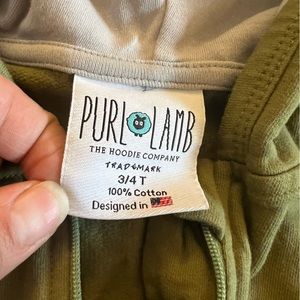 PURL LAMB
THE HOODIE COMPANY
TRADEMARK
3/4 T
100% Cotton
Designed in